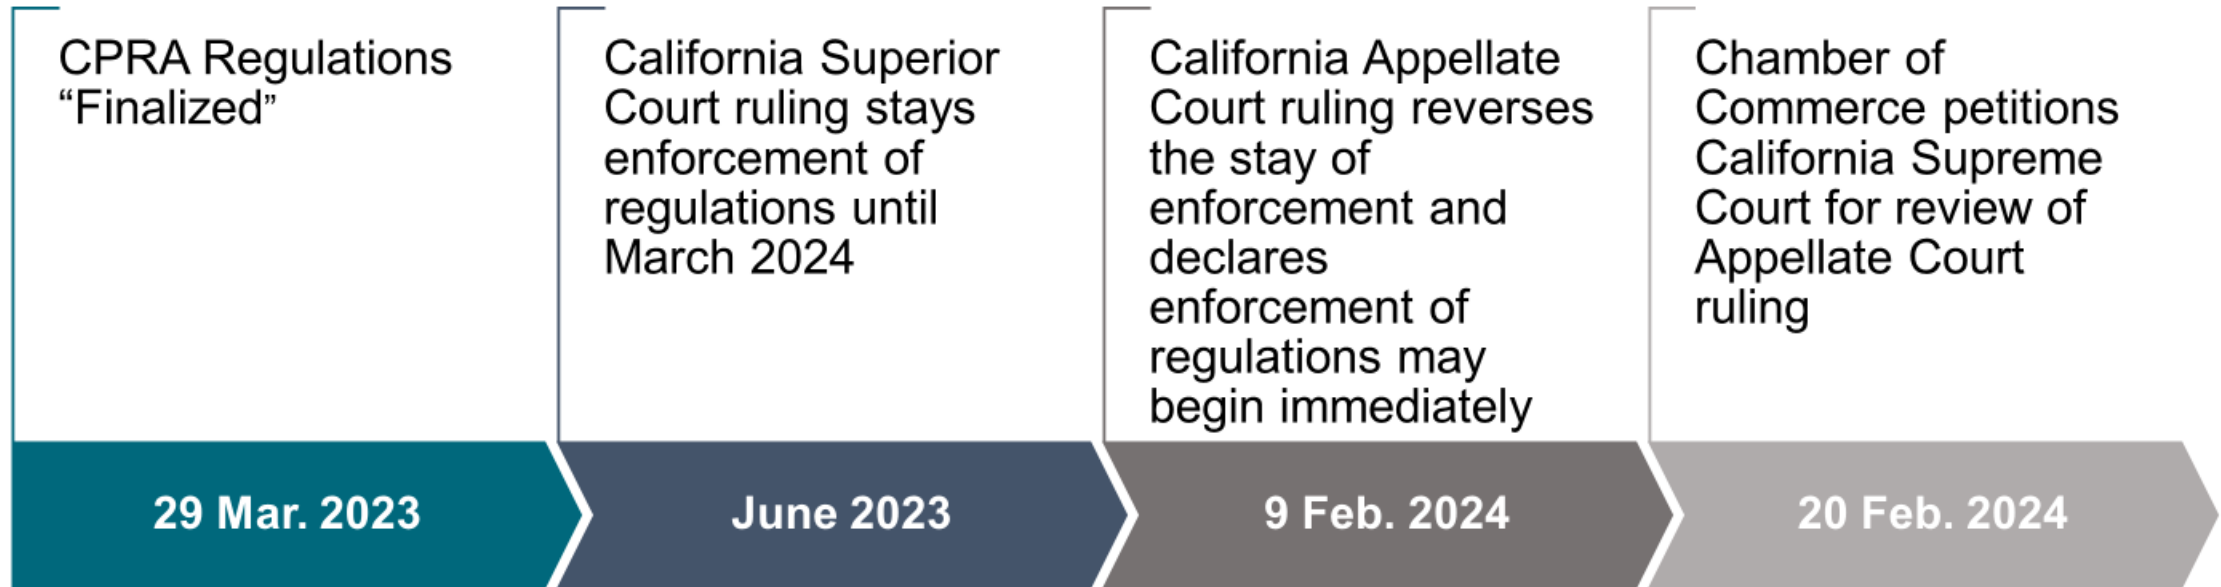 CPRA Regulations
“Finalized”
29 Mar. 2023
California Superior
Court ruling stays
enforcement of
regulations until
March 2024
June 2023
California Appellate
Court ruling reverses
the stay of
enforcement and
declares
enforcement of
regulations may
begin immediately
9 Feb. 2024
Chamber of
Commerce petitions
California Supreme
Court for review of
Appellate Court
ruling
20 Feb. 2024